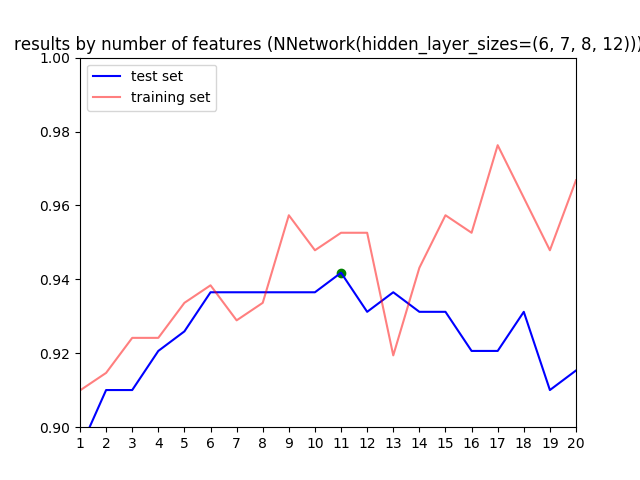 results by number of features (NNetwork(hidden_layer_sizes=(6, 7, 8, 12)))
test set
training set
1.00
0.98
0.96
0.94
0.92
0.90
1 2 3 4 5 6 7 8 9 10 11 12 13 14 15 16 17 18 19 20